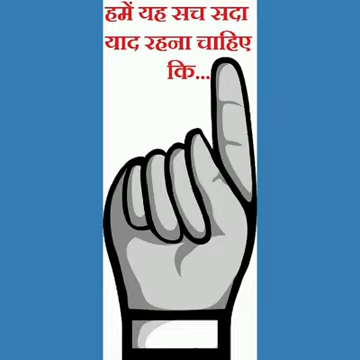 हमें यह सच सदा
याद रहना चाहिए
कि...